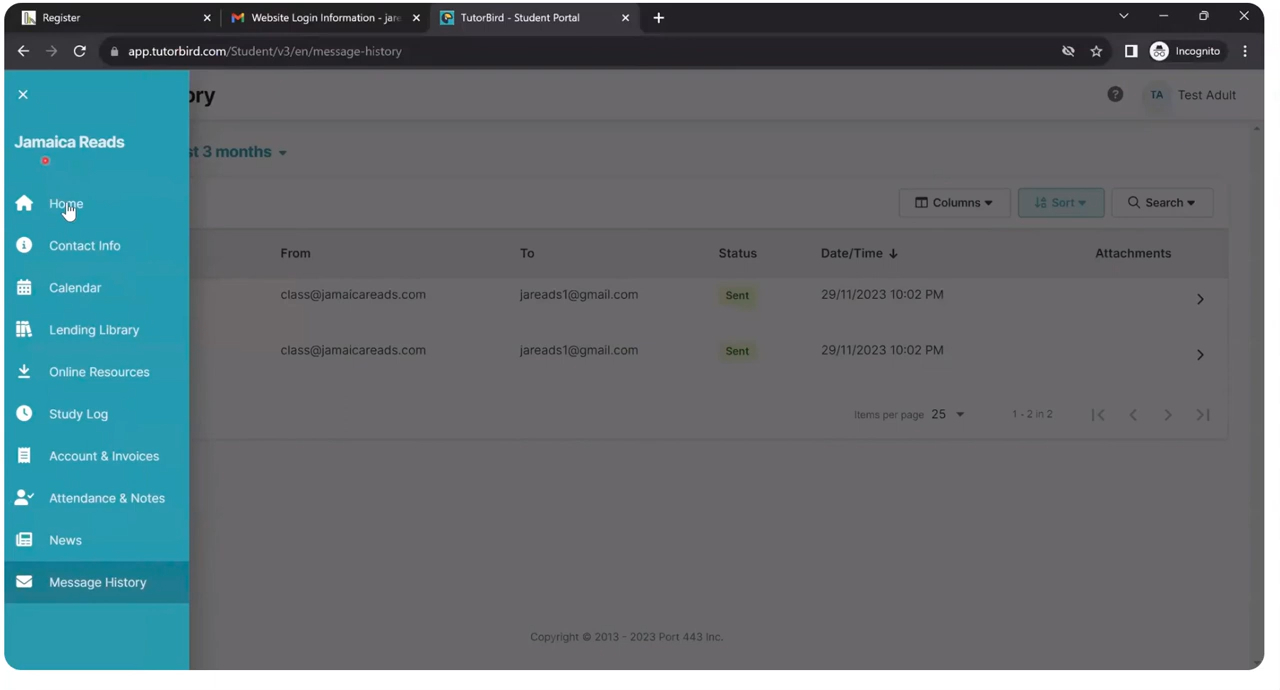 Register
Website Login Information - jare
TutorBird - Student Portal
app.tutorbird.com/Student/v3/en/message-history
Incognito
ory
TA Test Adult
Jamaica Reads
st 3 months
Home
Columns
Sort
Search
Contact Info
From To Status Date/Time Attachments
Calendar
class@jamaicareads.com jareads1@gmail.com Sent 29/11/2023 10:02 PM
Lending Library
class@jamaicareads.com jareads1@gmail.com Sent 29/11/2023 10:02 PM
Online Resources
Study Log
Items per page 25 1 - 2 in 2
Account & Invoices
Attendance & Notes
News
Message History
Copyright © 2013 - 2023 Port 443 Inc.